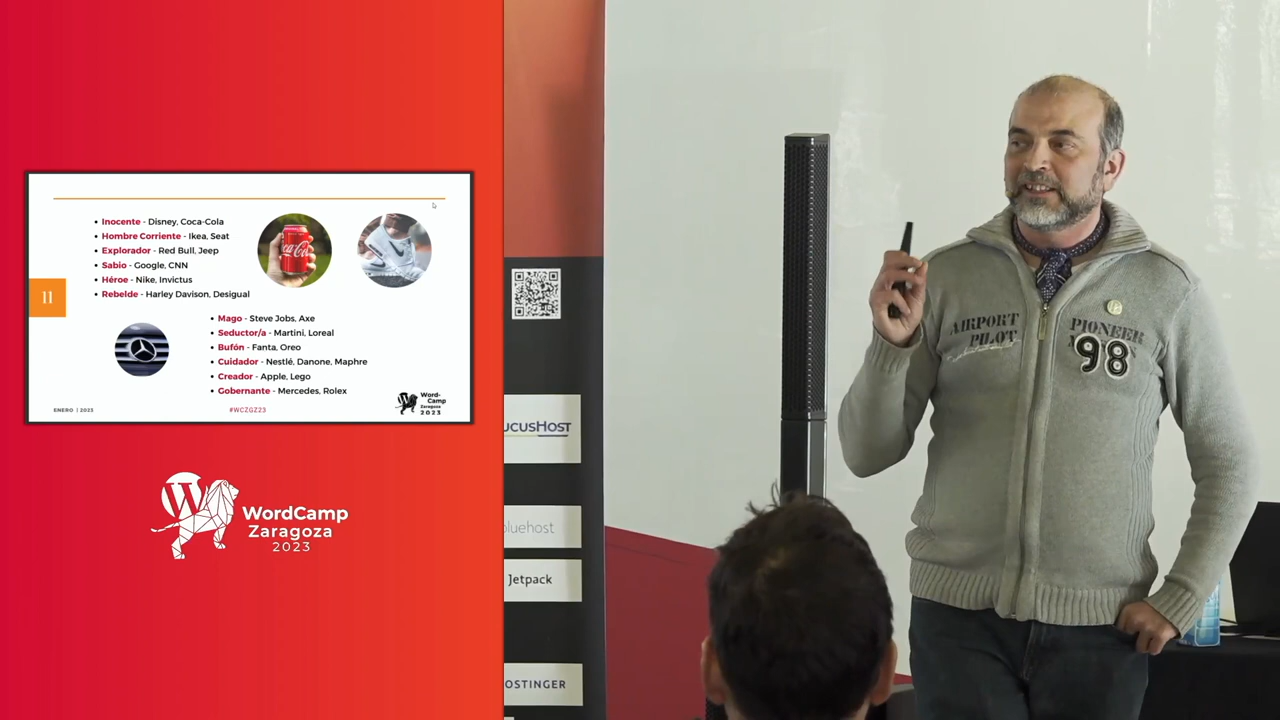 Inocente - Disney, Coca-Cola
Hombre Corriente - Ikea, Seat
Explorador - Red Bull, Jeep
Sabio - Google, CNN
Héroe - Nike, Invictus
Rebelde - Harley Davison, Desigual
11
Mago - Steve Jobs, Axe
Seductor/a - Martini, Loreal
Bufón - Fanta, Oreo
Cuidador - Nestlé, Danone, Maphre
Creador - Apple, Lego
Gobernante - Mercedes, Rolex
ENERO | 2023
#WCZGZ23
Word-
Camp
Zaragoza
2023
WordCamp
Zaragoza
2023
UCUSHOST
bluehost
Jetpack
OSTINGER
AIRPORT
PILOT
PIONEER
98